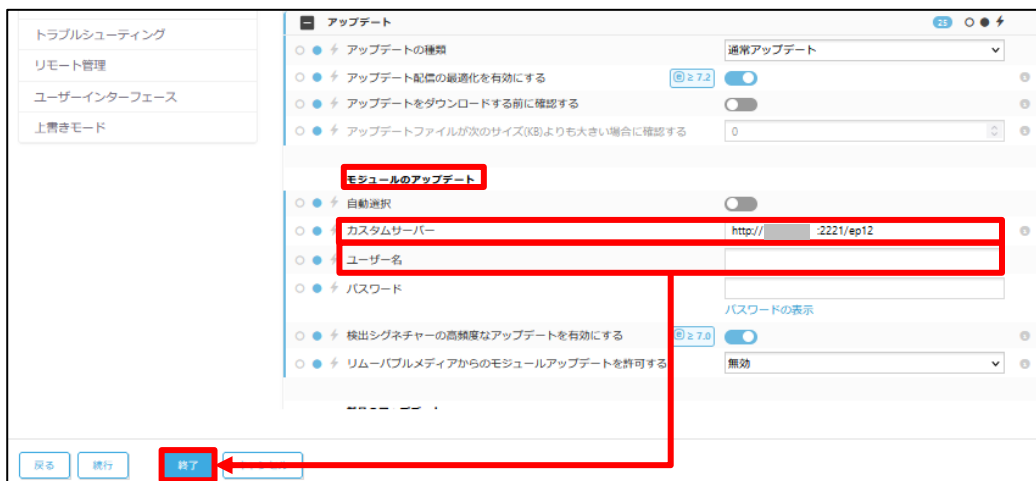 アップデート
25
トラブルシューティング
アップデートの種類
通常アップデート
リモート管理
アップデート配信の最適化を有効にする
≥ 7.2
ユーザーインターフェース
アップデートをダウンロードする前に確認する
上書きモード
アップデートファイルが次のサイズ(KB)よりも大きい場合に確認する
0
モジュールのアップデート
自動選択
カスタムサーバー
http:// :2221/ep12
ユーザー名
パスワード
パスワードの表示
検出シグネチャーの高頻度なアップデートを有効にする
≥ 7.0
リムーバブルメディアからのモジュールアップデートを許可する
無効
戻る
続行
終了